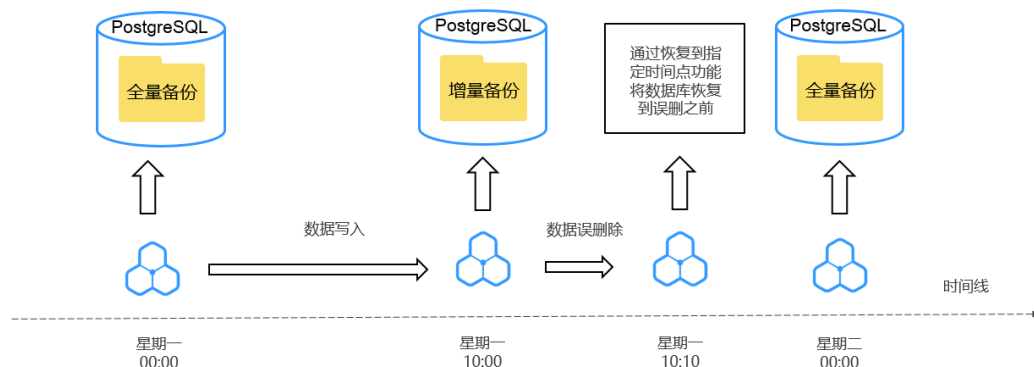 PostgreSQL
全量备份
PostgreSQL
增量备份
通过恢复到指
定时间点功能
将数据库恢复
到误删之前
PostgreSQL
全量备份
数据写入
数据误删除
时间线
星期一
00:00
星期一
10:00
星期一
10:10
星期二
00:00